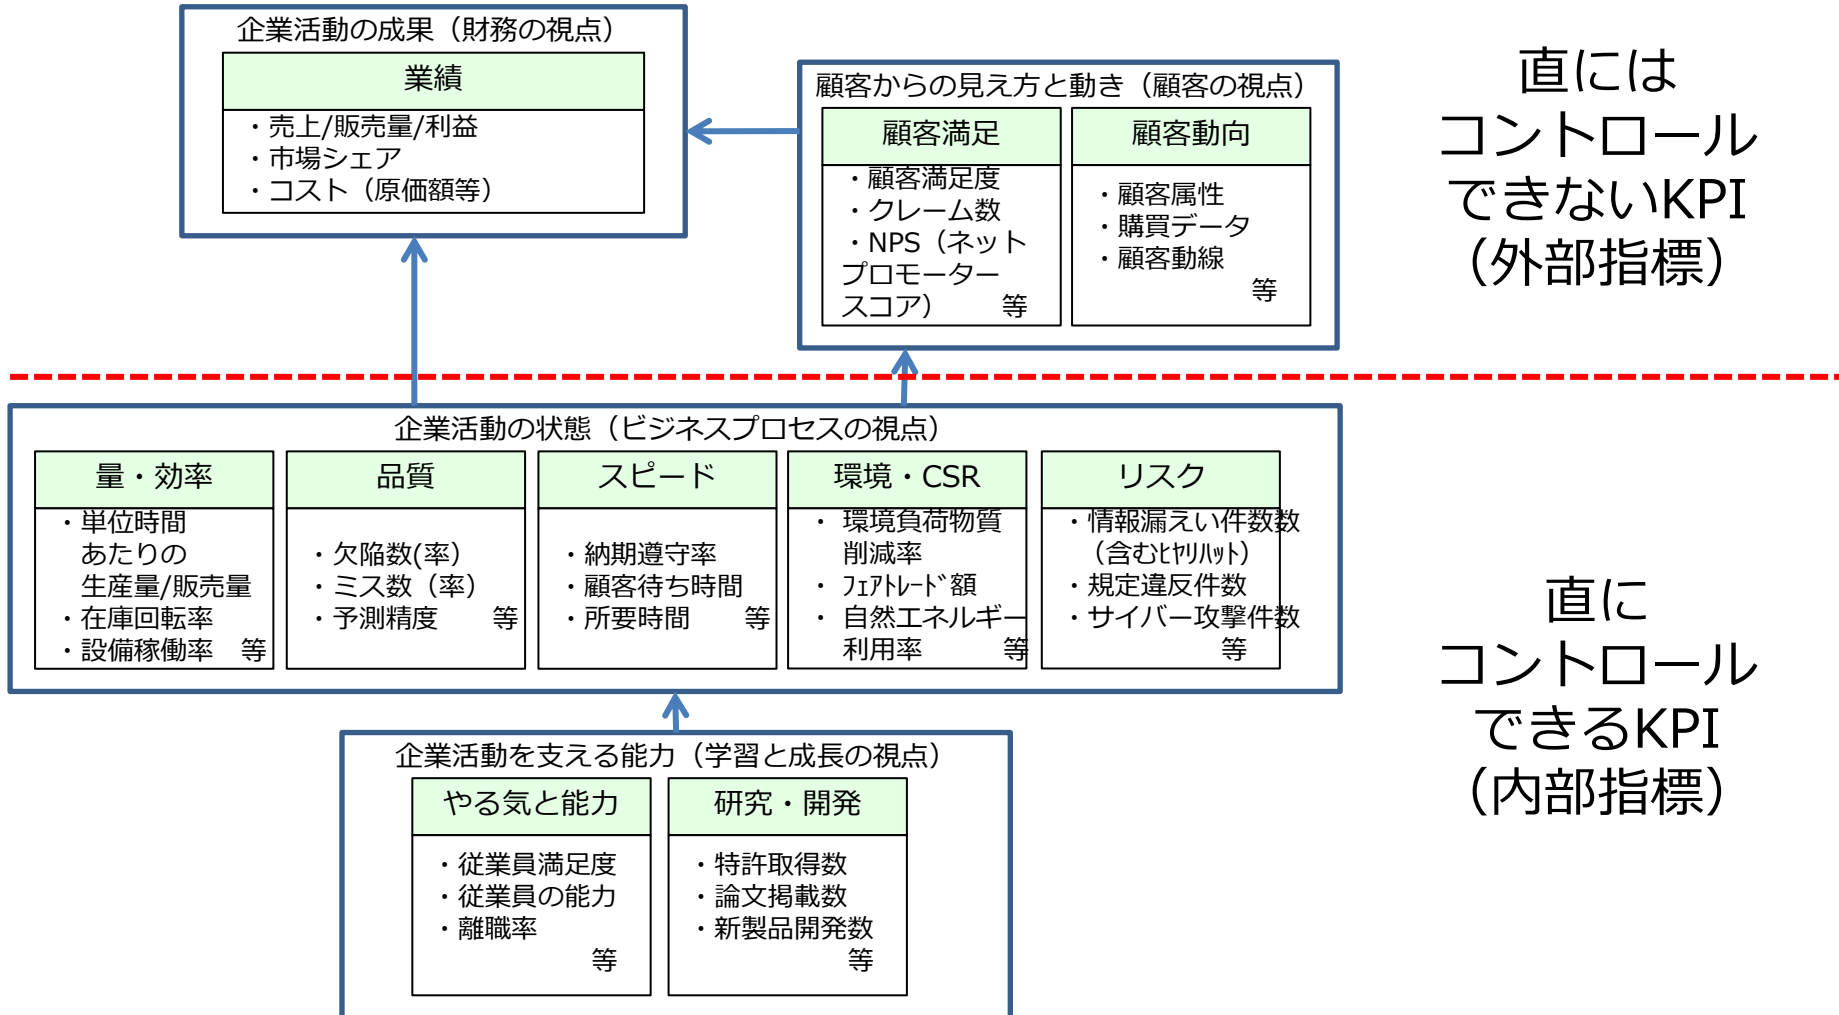 企業活動の成果（財務の視点）
業績
・売上/販売量/利益
・市場シェア
・コスト（原価額等）
顧客からの見え方と動き（顧客の視点）
顧客満足
・顧客満足度
・クレーム数
・NPS（ネット
プロモーター
スコア）　　等
顧客動向
・顧客属性
・購買データ
・顧客動線
等
直には
コントロール
できないKPI
（外部指標）
企業活動の状態（ビジネスプロセスの視点）
量・効率
・単位時間
あたりの
生産量/販売量
・在庫回転率
・設備稼働率　等
品質
・欠陥数(率）
・ミス数（率）
・予測精度　　等
スピード
・納期遵守率
・顧客待ち時間
・所要時間　　等
環境・CSR
・ 環境負荷物質
削減率
・ ﾌｪｱﾄﾚｰﾄﾞ額
・ 自然エネルギー
利用率　　　等
リスク
・情報漏えい件数数
（含むﾋﾔﾘﾊｯﾄ）
・規定違反件数
・サイバー攻撃件数
等
直に
コントロール
できるKPI
（内部指標）
企業活動を支える能力（学習と成長の視点）
やる気と能力
・従業員満足度
・従業員の能力
・離職率
等
研究・開発
・特許取得数
・論文掲載数
・新製品開発数
等